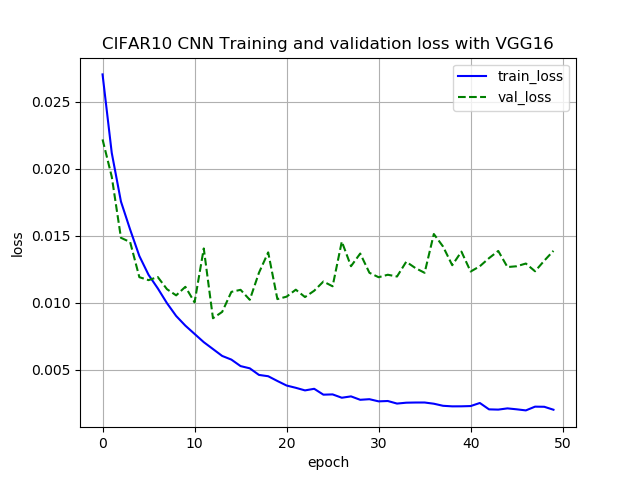 CIFAR10 CNN Training and validation loss with VGG16
train_loss
val_loss
0.025
0.020
0.015
0.010
0.005
loss
0 10 20 30 40 50
epoch